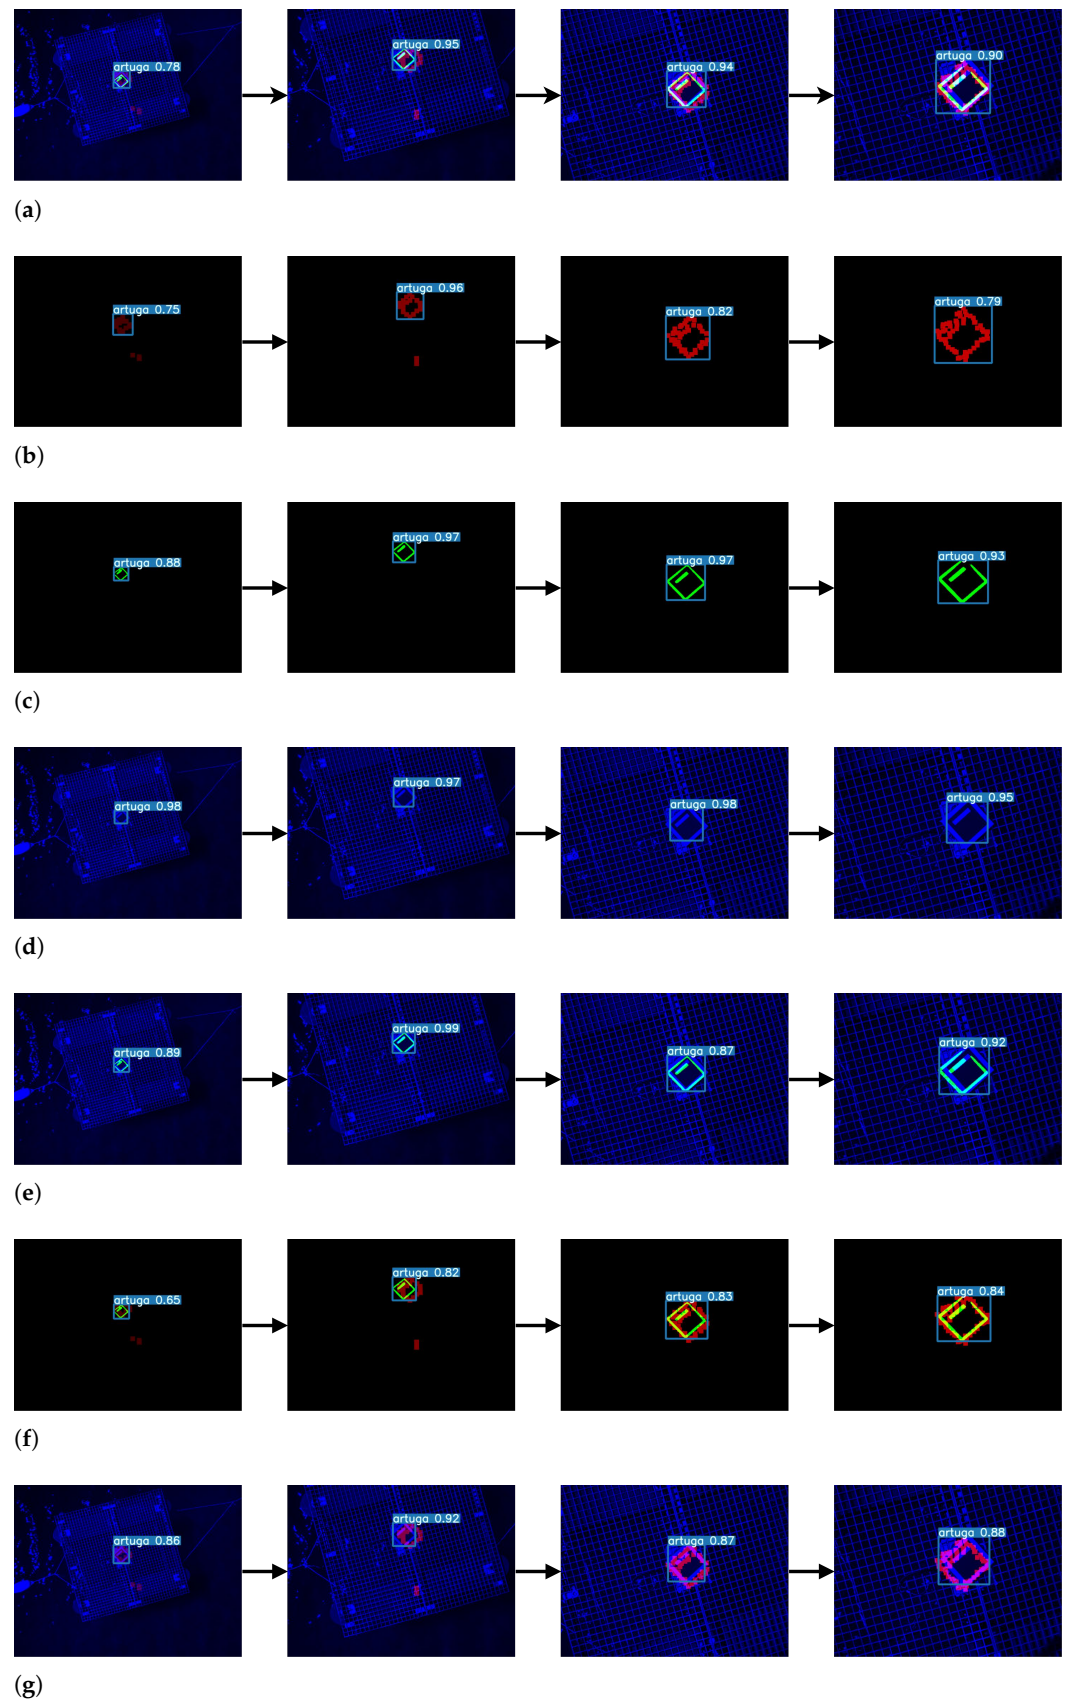 artuga 0.78
artuga 0.95
artuga 0.94
artuga 0.90
(a)
artuga 0.75
artuga 0.96
artuga 0.82
artuga 0.79
(b)
artuga 0.88
artuga 0.97
artuga 0.97
artuga 0.93
(c)
artuga 0.98
artuga 0.97
artuga 0.98
artuga 0.95
(d)
artuga 0.89
artuga 0.99
artuga 0.87
artuga 0.92
(e)
artuga 0.65
artuga 0.82
artuga 0.83
artuga 0.84
(f)
artuga 0.86
artuga 0.92
artuga 0.87
artuga 0.88
(g)